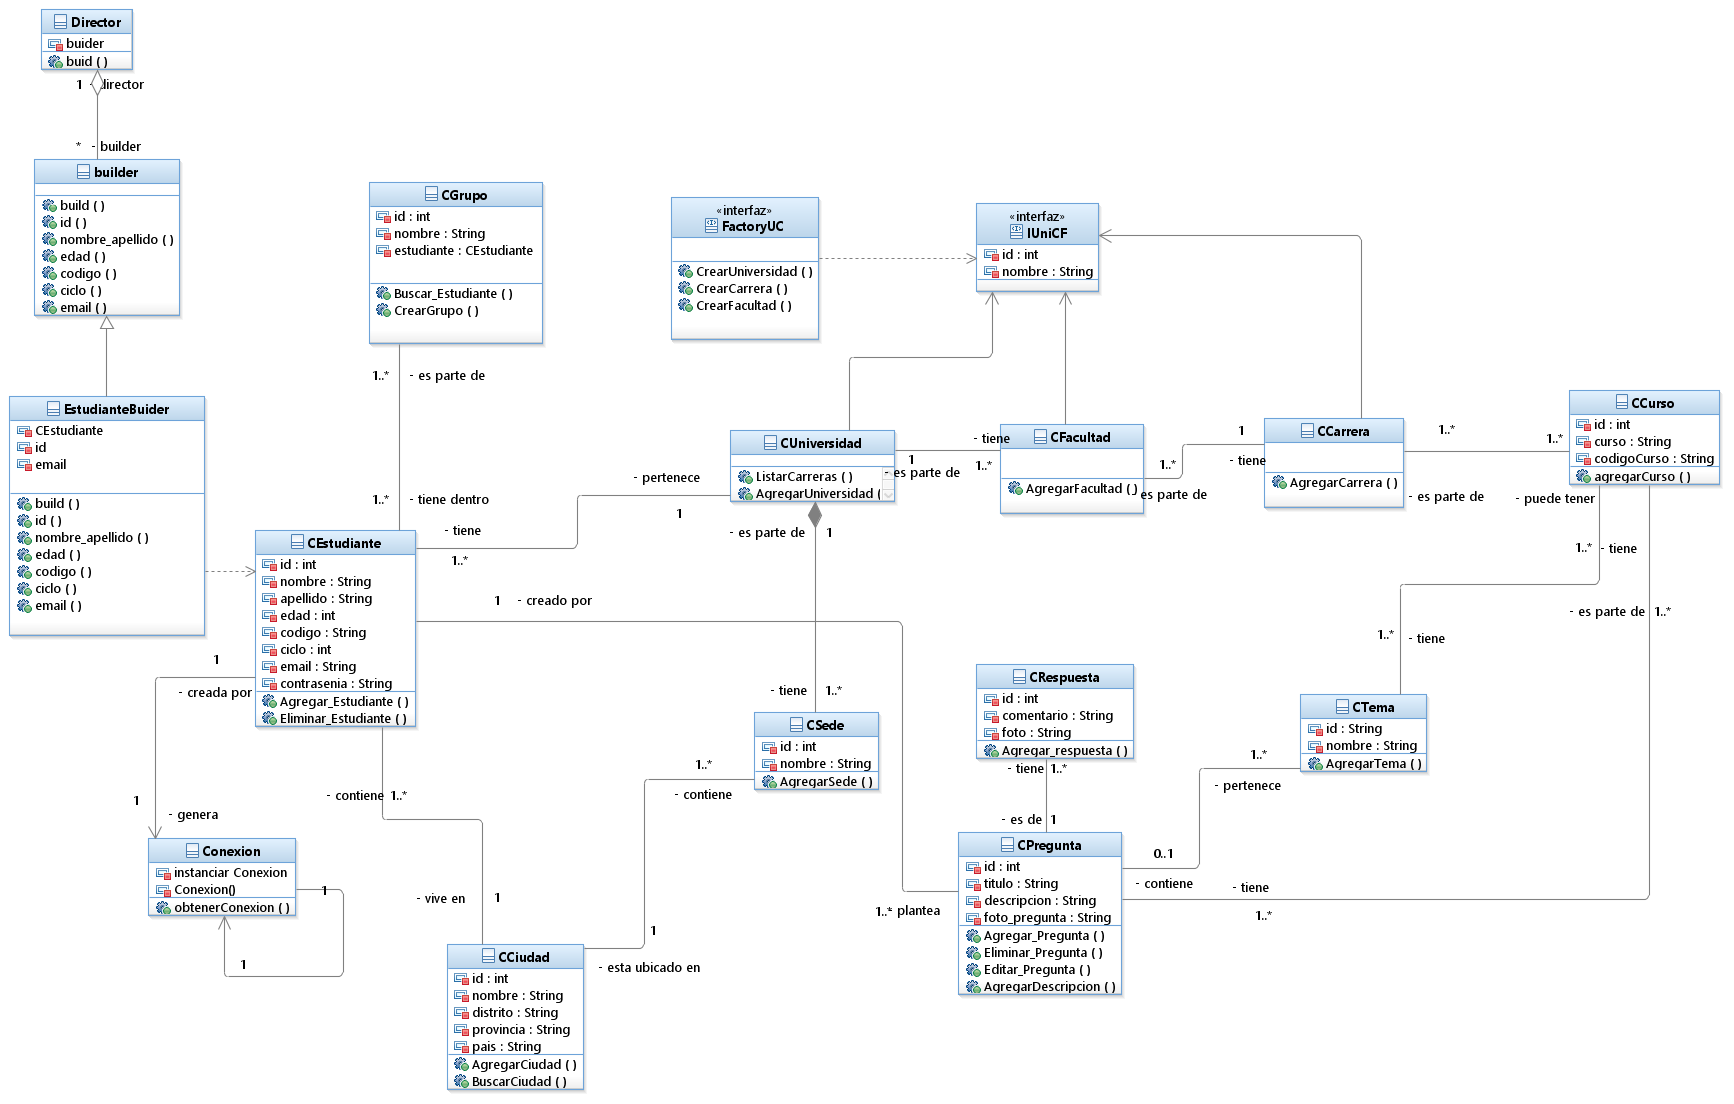 Director
buider
buid ( )
1 - director
* - builder
builder
build ( )
id ( )
nombre_apellido ( )
edad ( )
codigo ( )
ciclo ( )
email ( )
EstudianteBuider
CEstudiante
id
email
build ( )
id ( )
nombre_apellido ( )
edad ( )
codigo ( )
ciclo ( )
email ( )
CGrupo
id : int
nombre : String
estudiante : CEstudiante
Buscar_Estudiante ( )
CrearGrupo ( )
1..* - es parte de
1..* - tiene dentro
«interfaz»
FactoryUC
CrearUniversidad ( )
CrearCarrera ( )
CrearFacultad ( )
«interfaz»
IUniCF
id : int
nombre : String
CUniversidad
ListarCarreras ( )
AgregarUniversidad (
- pertenece
1
- tiene
1..*
- tiene
1
1..*
- es parte de
CFacultad
AgregarFacultad ( )
1
1..*
- tiene
es parte de
CCarrera
AgregarCarrera ( )
1..*
1..*
- es parte de
- puede tener
CCurso
id : int
curso : String
codigoCurso : String
agregarCurso ( )
1..* - tiene
- es parte de 1..*
1..* - tiene
- es parte de 1
CEstudiante
id : int
nombre : String
apellido : String
edad : int
codigo : String
ciclo : int
email : String
contrasenia : String
Agregar_Estudiante ( )
Eliminar_Estudiante ( )
1 - creado por
1
- creada por
1
- genera
- contiene 1..*
- tiene 1..*
CSede
id : int
nombre : String
AgregarSede ( )
1..*
- contiene
CRespuesta
id : int
comentario : String
foto : String
Agregar_respuesta ( )
- tiene 1..*
- es de 1
CTema
id : String
nombre : String
AgregarTema ( )
1..*
- pertenece
Conexion
instanciar Conexion
Conexion()
obtenerConexion ( )
1
1
- vive en 1
1
- esta ubicado en
CCiudad
id : int
nombre : String
distrito : String
provincia : String
pais : String
AgregarCiudad ( )
BuscarCiudad ( )
CPregunta
id : int
titulo : String
descripcion : String
foto_pregunta : String
Agregar_Pregunta ( )
Eliminar_Pregunta ( )
Editar_Pregunta ( )
AgregarDescripcion ( )
1..* plantea
0..1
- contiene
- tiene
1..*